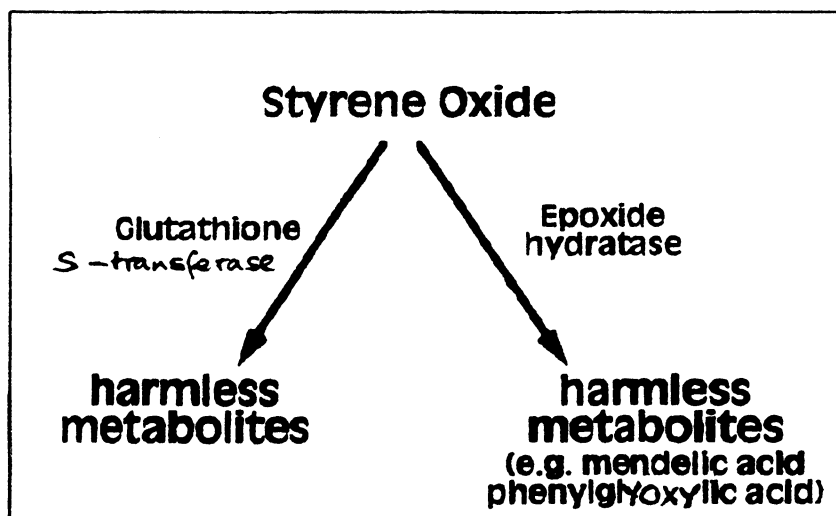 Styrene Oxide
Glutathione
S-transferase
Epoxide
hydratase
harmless
metabolites
harmless
metabolites
(e.g. mendelic acid
phenylglyoxylic acid)